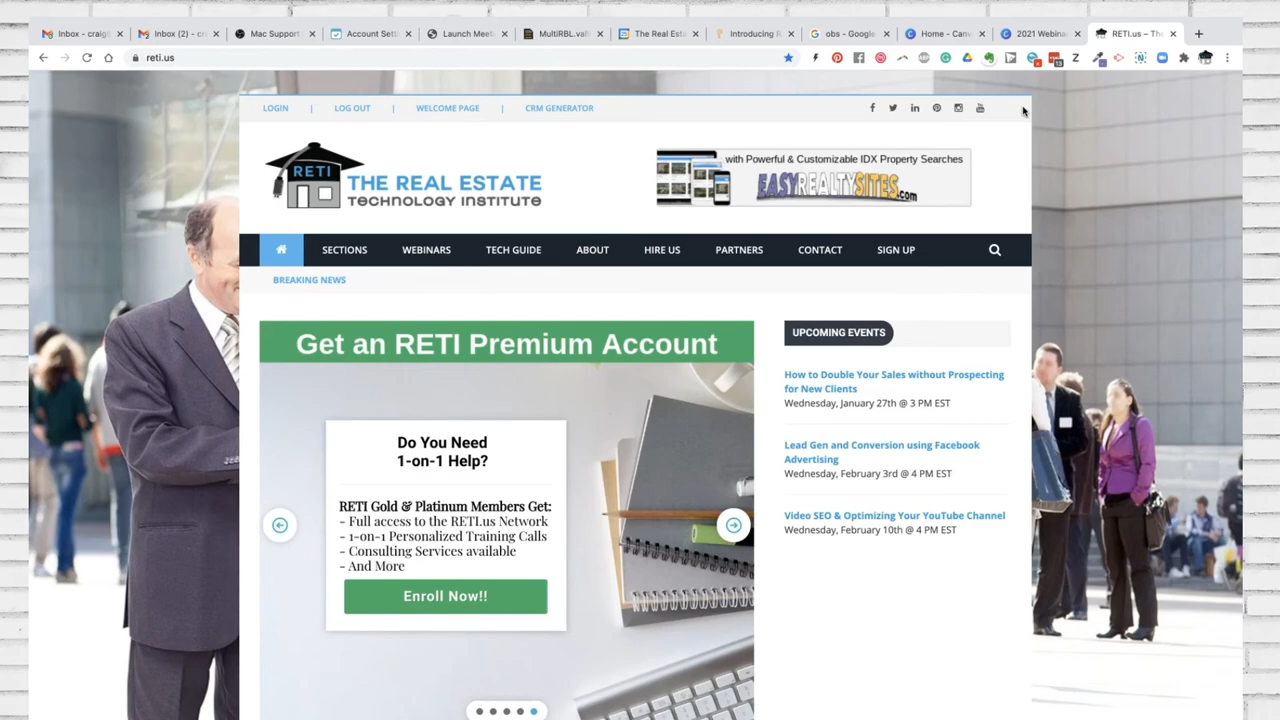 Inbox - craig
Inbox (2) - cr
Mac Support
Account Sett
Launch Meet
MultiRBL.val
The Real Esta
Introducing R
obs - Google
Home - Canv
2021 Webinar
RETI.us – The
reti.us
LOGIN | LOG OUT | WELCOME PAGE | CRM GENERATOR
RETI
THE REAL ESTATE
TECHNOLOGY INSTITUTE
with Powerful & Customizable IDX Property Searches
EASYREALTYSITES.com
SECTIONS WEBINARS TECH GUIDE ABOUT HIRE US PARTNERS CONTACT SIGN UP
BREAKING NEWS
Get an RETI Premium Account
Do You Need
1-on-1 Help?
RETI Gold & Platinum Members Get:
- Full access to the RETI.us Network
- 1-on-1 Personalized Training Calls
- Consulting Services available
- And More
Enroll Now!!
UPCOMING EVENTS
How to Double Your Sales without Prospecting
for New Clients
Wednesday, January 27th @ 3 PM EST
Lead Gen and Conversion using Facebook
Advertising
Wednesday, February 3rd @ 4 PM EST
Video SEO & Optimizing Your YouTube Channel
Wednesday, February 10th @ 4 PM EST